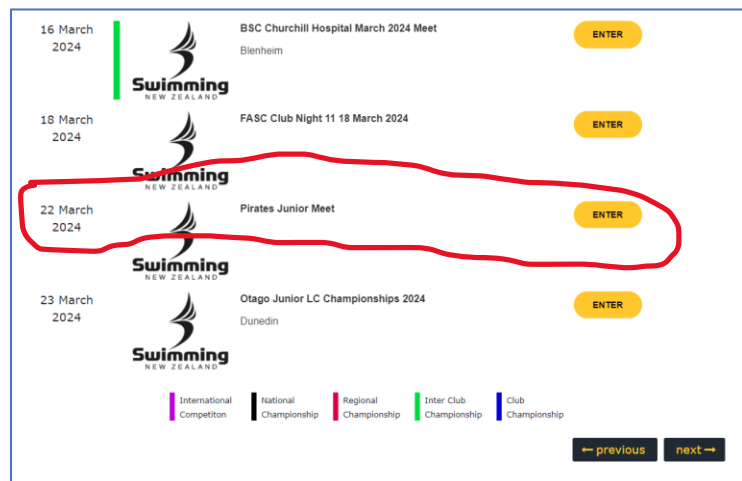 16 March
2024
BSC Churchill Hospital March 2024 Meet
Blenheim
ENTER
Swimming
NEW ZEALAND
18 March
2024
FASC Club Night 11 18 March 2024
ENTER
Swimming
NEW ZEALAND
22 March
2024
Pirates Junior Meet
ENTER
Swimming
NEW ZEALAND
23 March
2024
Otago Junior LC Championships 2024
Dunedin
ENTER
Swimming
NEW ZEALAND
International
Competiton
National
Championship
Regional
Championship
Inter Club
Championship
Club
Championship
← previous
next →